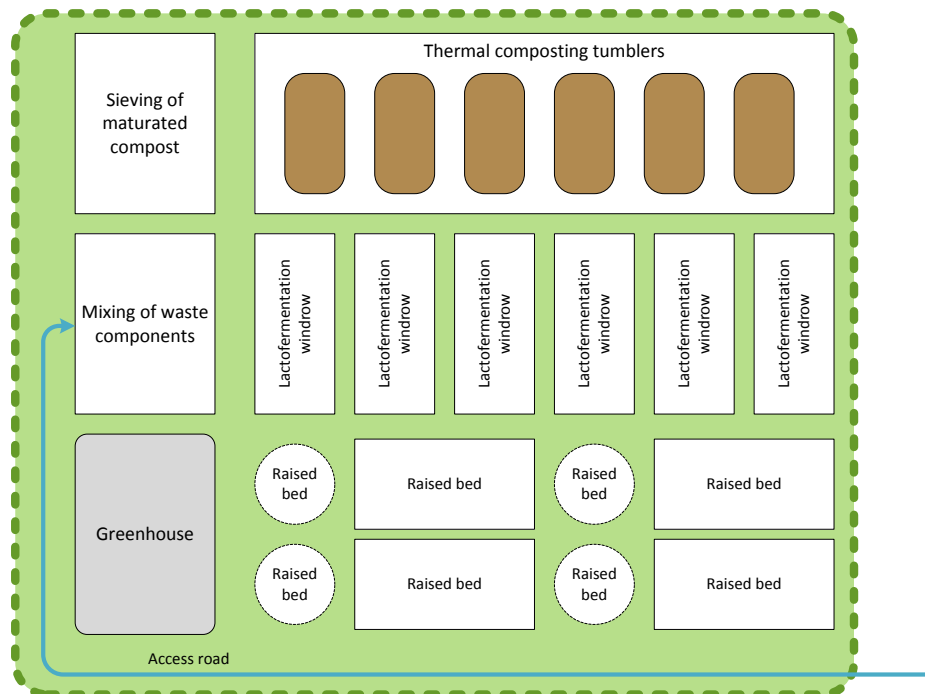 Thermal composting tumblers
Sieving of
maturated
compost
Mixing of waste
components
Lactofermentation
windrow
Lactofermentation
windrow
Lactofermentation
windrow
Lactofermentation
windrow
Lactofermentation
windrow
Lactofermentation
windrow
Greenhouse
Raised
bed
Raised bed
Raised
bed
Raised bed
Raised
bed
Raised bed
Raised
bed
Raised bed
Access road